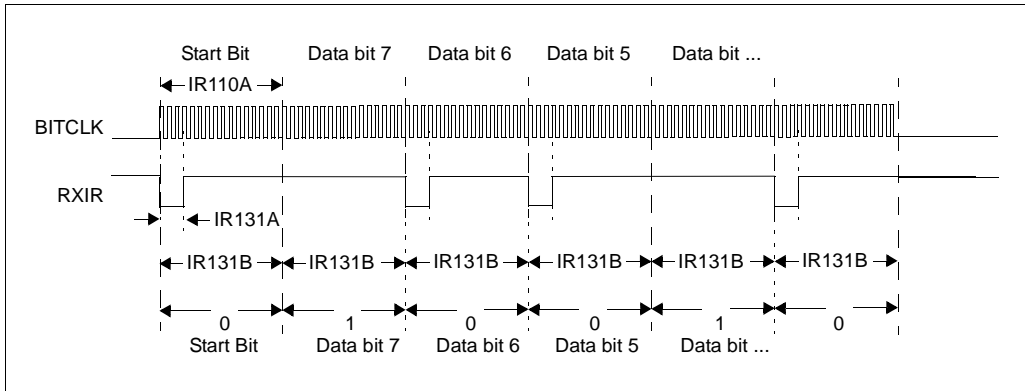 Start Bit Data bit 7 Data bit 6 Data bit 5 Data bit ...
IR110A
BITCLK
RXIR
IR131A
IR131B IR131B IR131B IR131B IR131B IR131B
0 1 0 0 1 0
Start Bit Data bit 7 Data bit 6 Data bit 5 Data bit ...